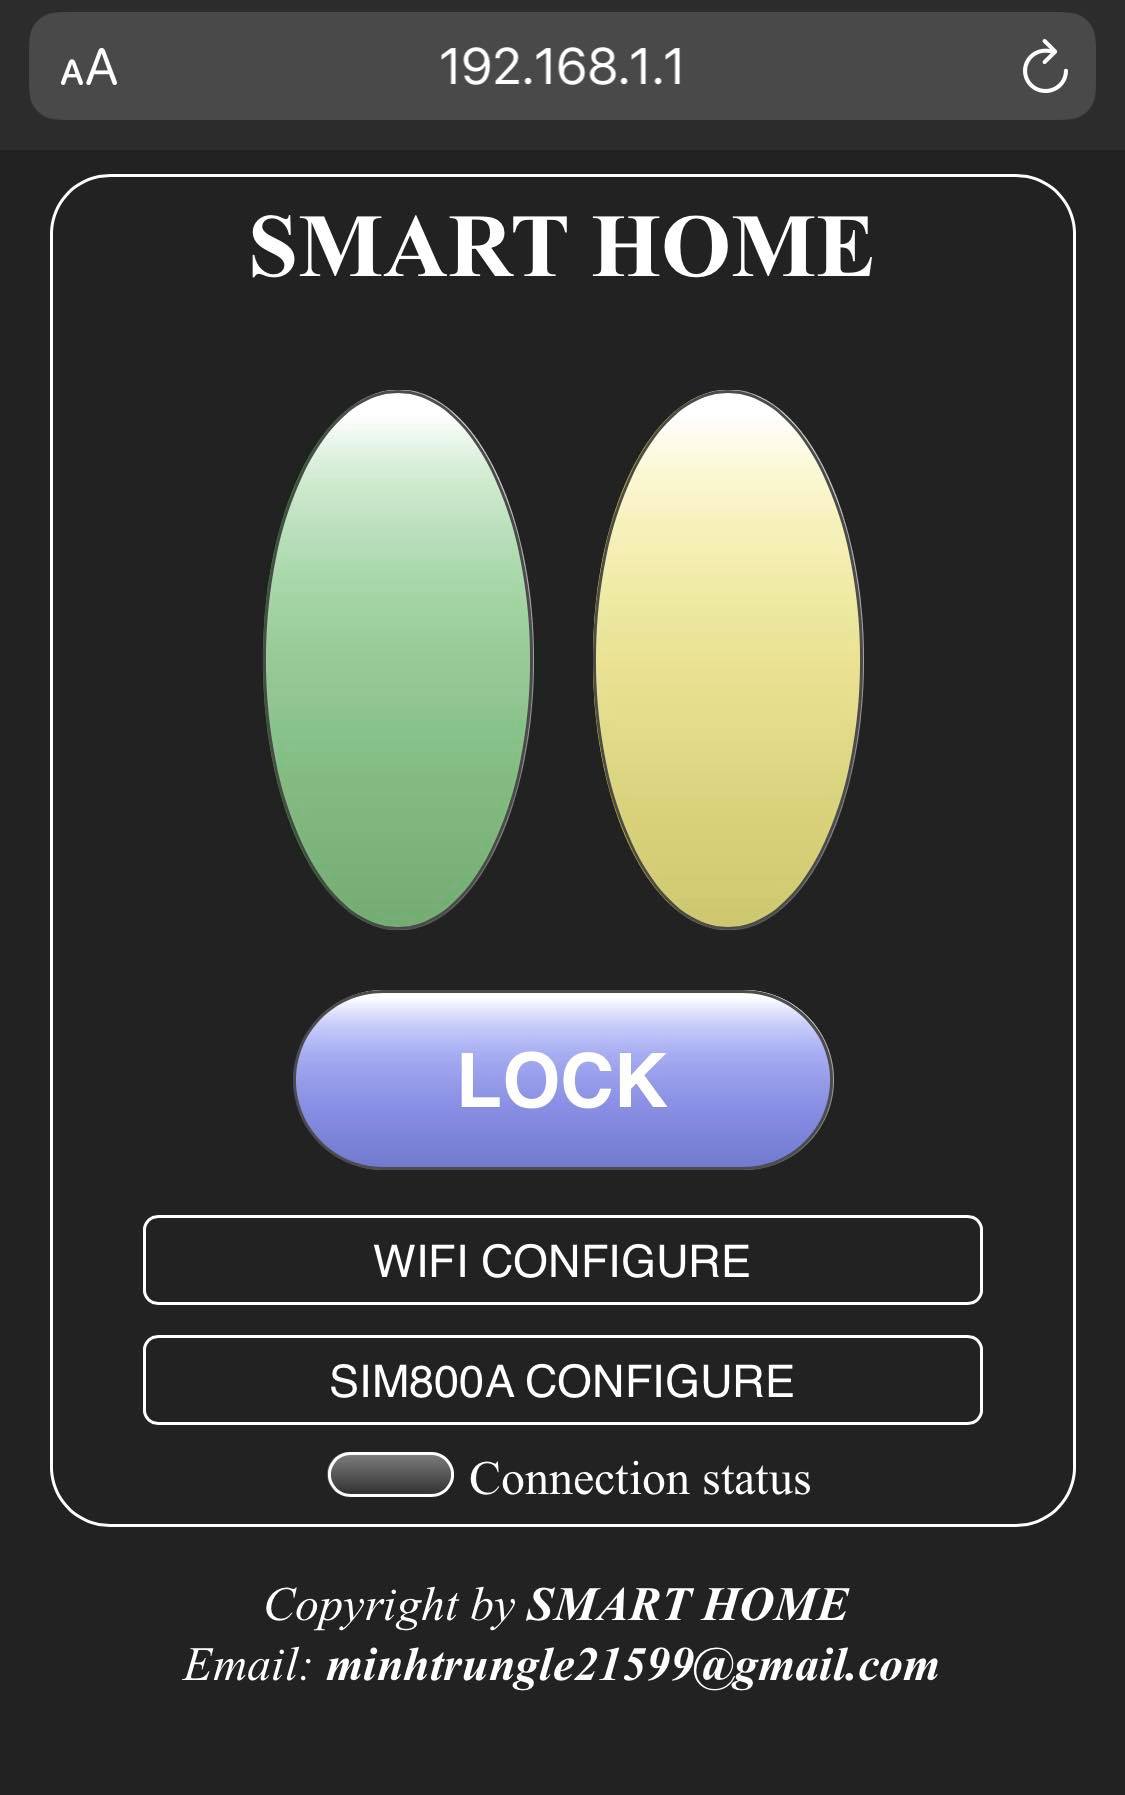 AA
192.168.1.1
SMART HOME
LOCK
WIFI CONFIGURE
SIM800A CONFIGURE
Connection status
Copyright by SMART HOME
Email: minhtrungle21599@gmail.com